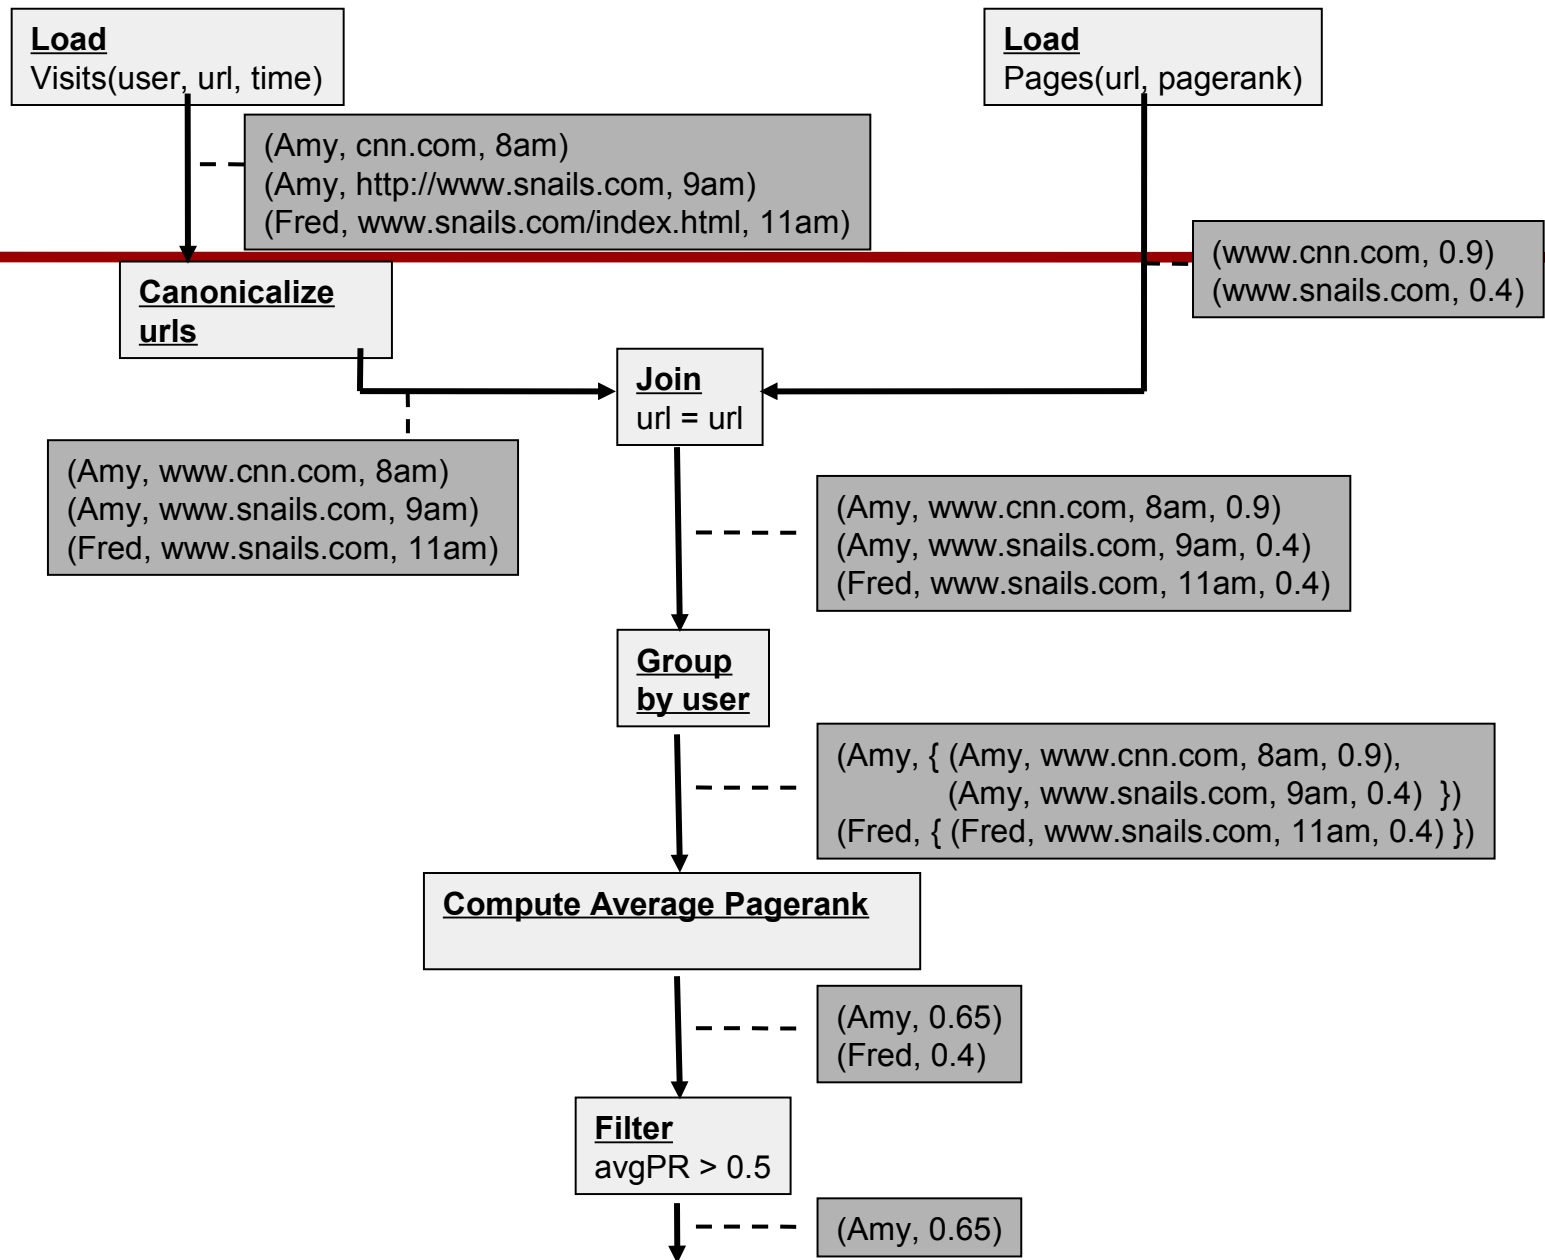 Load
Visits(user, url, time)
Load
Pages(url, pagerank)
(Amy, cnn.com, 8am)
(Amy, http://www.snails.com, 9am)
(Fred, www.snails.com/index.html, 11am)
(www.cnn.com, 0.9)
(www.snails.com, 0.4)
Canonicalize
urls
Join
url = url
(Amy, www.cnn.com, 8am)
(Amy, www.snails.com, 9am)
(Fred, www.snails.com, 11am)
(Amy, www.cnn.com, 8am, 0.9)
(Amy, www.snails.com, 9am, 0.4)
(Fred, www.snails.com, 11am, 0.4)
Group
by user
(Amy, { (Amy, www.cnn.com, 8am, 0.9),
(Amy, www.snails.com, 9am, 0.4) })
(Fred, { (Fred, www.snails.com, 11am, 0.4) })
Compute Average Pagerank
(Amy, 0.65)
(Fred, 0.4)
Filter
avgPR > 0.5
(Amy, 0.65)